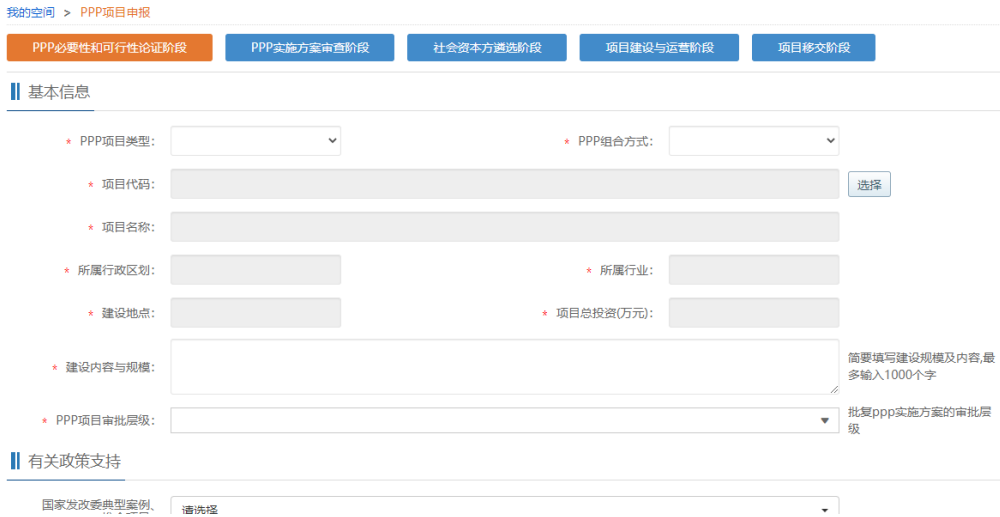 我的空间 > PPP项目申报
PPP必要性和可行性论证阶段 PPP实施方案审查阶段 社会资本方遴选阶段 项目建设与运营阶段 项目移交阶段
基本信息
* PPP项目类型： * PPP组合方式：
* 项目代码： 选择
* 项目名称：
* 所属行政区划： * 所属行业：
* 建设地点： * 项目总投资(万元)：
* 建设内容与规模： 简要填写建设规模及内容,最
多输入1000个字
* PPP项目审批层级： 批复ppp实施方案的审批层
级
有关政策支持
国家发改委典型案例、 请选择